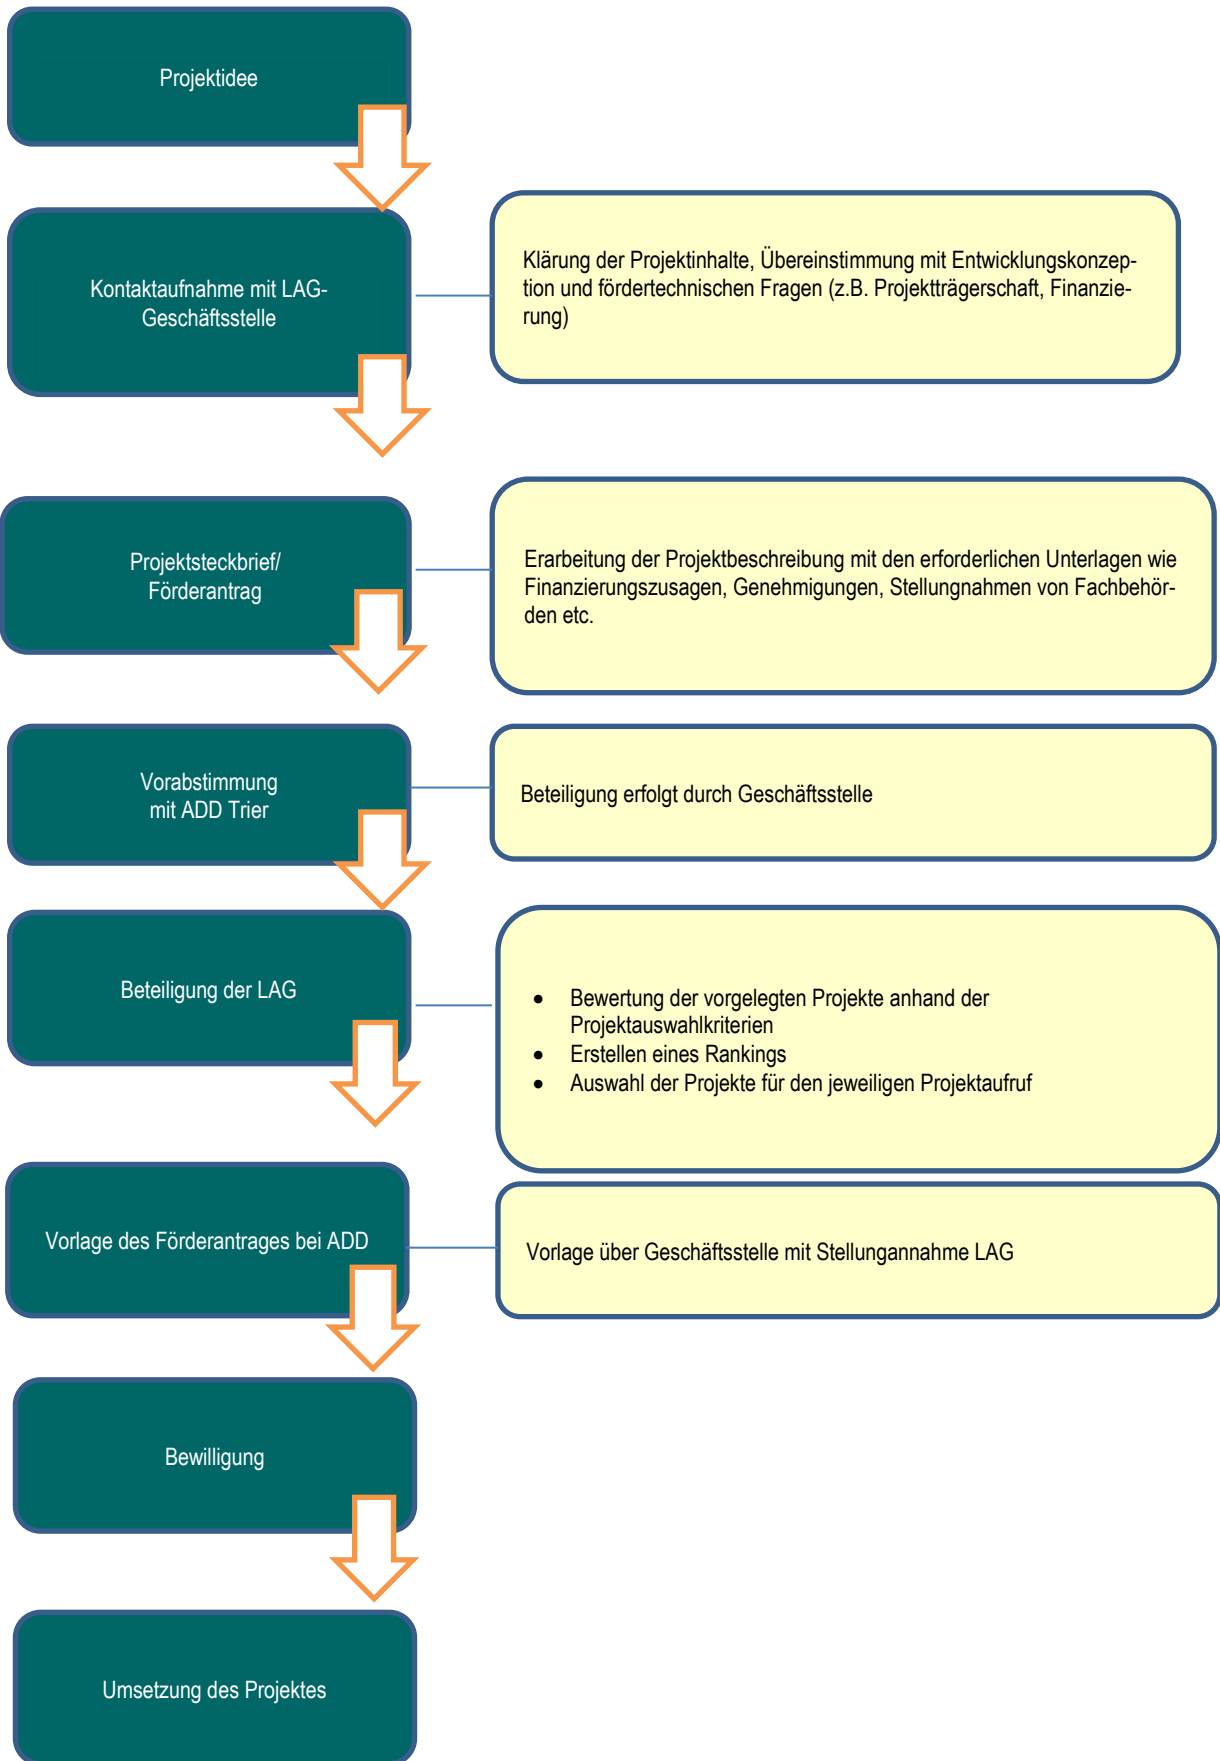 Projektidee
Kontaktaufnahme mit LAG-
Geschäftsstelle
Klärung der Projektinhalte, Übereinstimmung mit Entwicklungskonzep-
tion und fördertechnischen Fragen (z.B. Projektträgerschaft, Finanzie-
rung)
Projektsteckbrief/
Förderantrag
Erarbeitung der Projektbeschreibung mit den erforderlichen Unterlagen wie
Finanzierungszusagen, Genehmigungen, Stellungnahmen von Fachbehör-
den etc.
Vorabstimmung
mit ADD Trier
Beteiligung erfolgt durch Geschäftsstelle
Beteiligung der LAG
• Bewertung der vorgelegten Projekte anhand der
Projektauswahlkriterien
• Erstellen eines Rankings
• Auswahl der Projekte für den jeweiligen Projektaufruf
Vorlage des Förderantrages bei ADD
Vorlage über Geschäftsstelle mit Stellungannahme LAG
Bewilligung
Umsetzung des Projektes